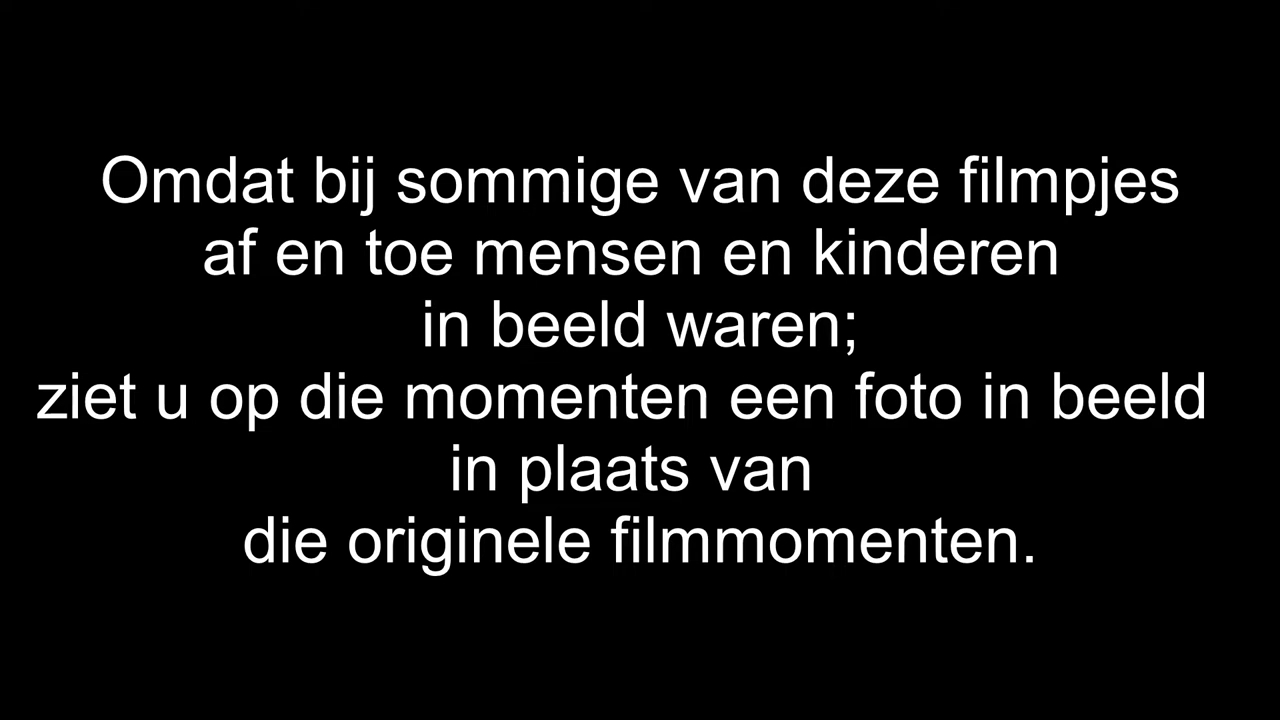 Omdat bij sommige van deze filmpjes
af en toe mensen en kinderen
in beeld waren;
ziet u op die momenten een foto in beeld
in plaats van
die originele filmmomenten.